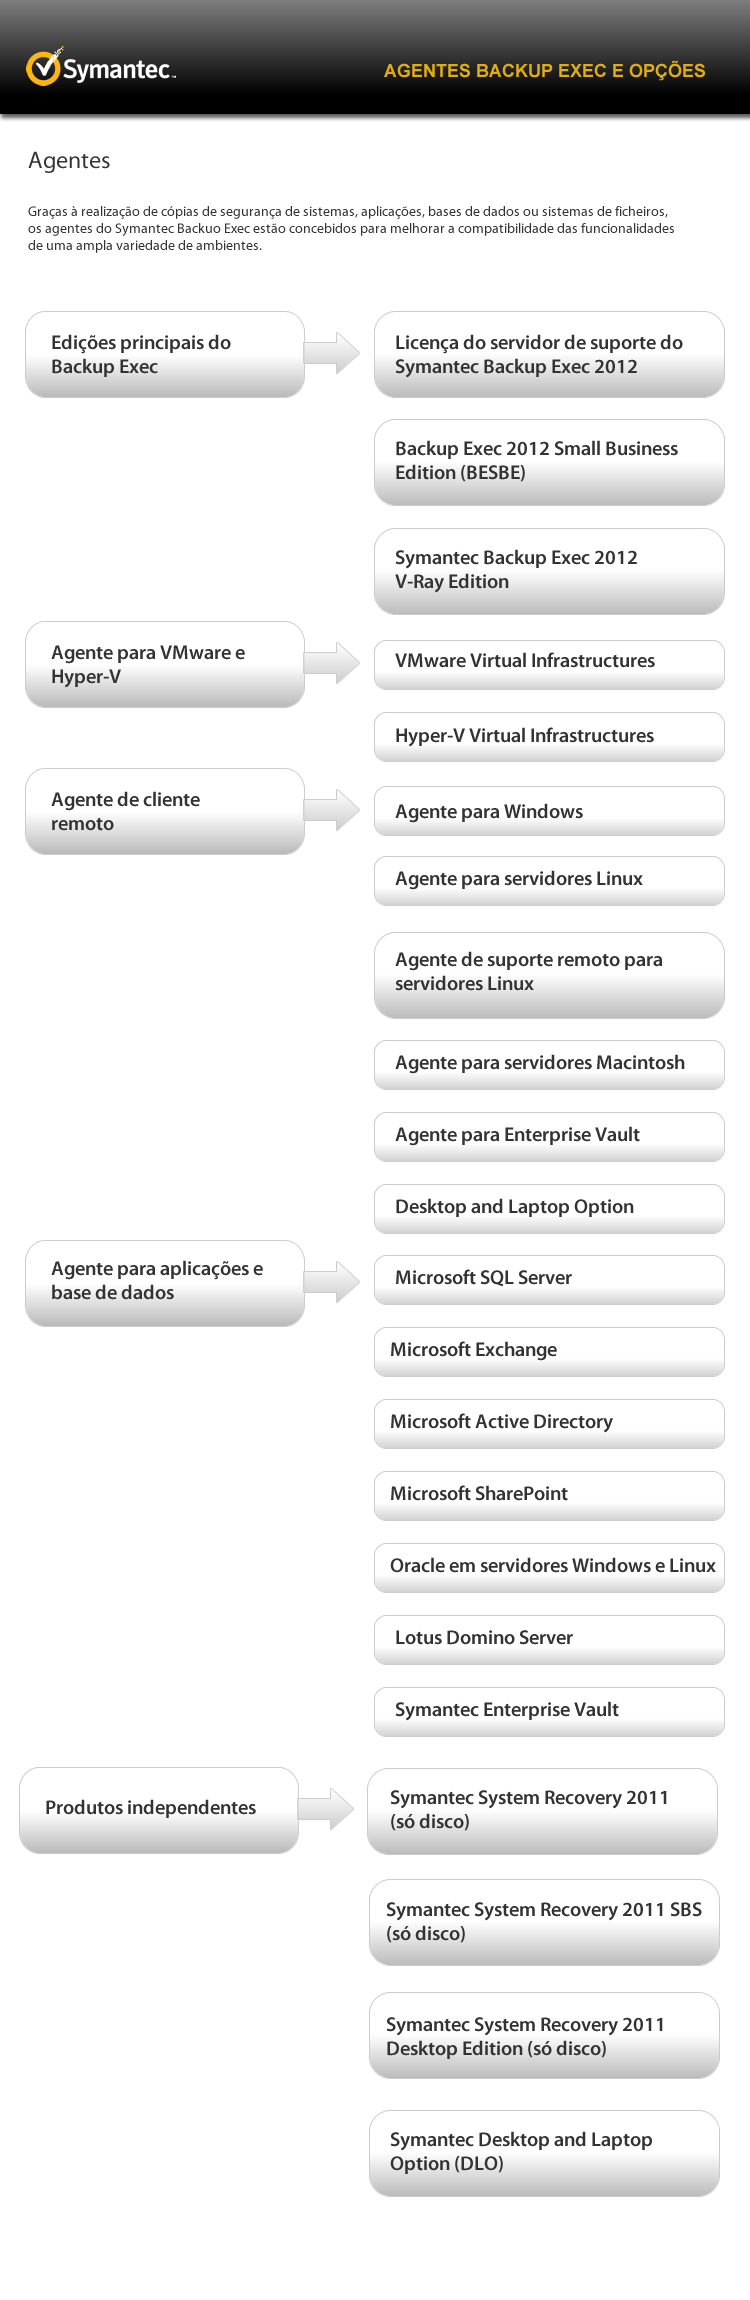 Symantec™
AGENTES BACKUP EXEC E OPÇÕES
Agentes
Graças à realização de cópias de segurança de sistemas, aplicações, bases de dados ou sistemas de ficheiros,
os agentes do Symantec Backuo Exec estão concebidos para melhorar a compatibilidade das funcionalidades
de uma ampla variedade de ambientes.
Edições principais do
Backup Exec
Licença do servidor de suporte do
Symantec Backup Exec 2012
Backup Exec 2012 Small Business
Edition (BESBE)
Symantec Backup Exec 2012
V-Ray Edition
Agente para VMware e
Hyper-V
VMware Virtual Infrastructures
Hyper-V Virtual Infrastructures
Agente de cliente
remoto
Agente para Windows
Agente para servidores Linux
Agente de suporte remoto para
servidores Linux
Agente para servidores Macintosh
Agente para Enterprise Vault
Desktop and Laptop Option
Agente para aplicações e
base de dados
Microsoft SQL Server
Microsoft Exchange
Microsoft Active Directory
Microsoft SharePoint
Oracle em servidores Windows e Linux
Lotus Domino Server
Symantec Enterprise Vault
Produtos independentes
Symantec System Recovery 2011
(só disco)
Symantec System Recovery 2011 SBS
(só disco)
Symantec System Recovery 2011
Desktop Edition (só disco)
Symantec Desktop and Laptop
Option (DLO)